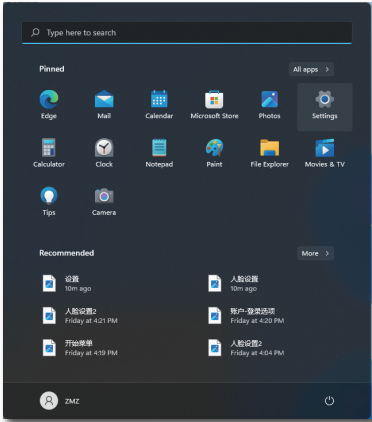 Type here to search
Pinned
All apps >
Edge
Mail
Calendar
Microsoft Store
Photos
Settings
Calculator
Clock
Notepad
Paint
File Explorer
Movies & TV
Tips
Camera
Recommended
More >
设置
10m ago
人脸设置
10m ago
人脸设置2
Friday at 4:21 PM
账户-登录选项
Friday at 4:20 PM
开始菜单
Friday at 4:19 PM
人脸设置2
Friday at 4:04 PM
ZMZ